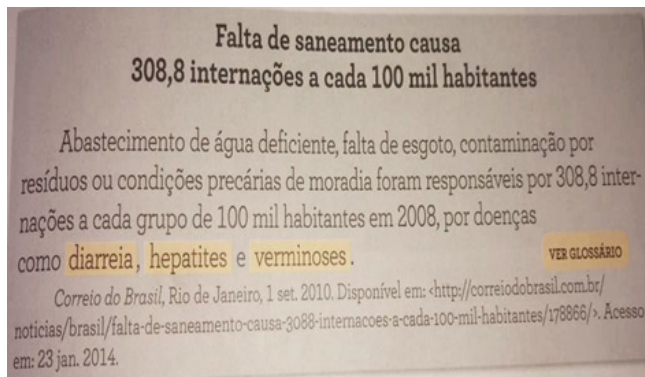 Falta de saneamento causa
308,8 internações a cada 100 mil habitantes
Abastecimento de água deficiente, falta de esgoto, contaminação por
resíduos ou condições precárias de moradia foram responsáveis por 308,8 inter-
nações a cada grupo de 100 mil habitantes em 2008, por doenças
como diarreia, hepatites e verminoses. VER GLOSSÁRIO
Correio do Brasil, Rio de Janeiro, 1 set. 2010. Disponível em: <http://correiodobrasil.com.br/
noticias/brasil/falta-de-saneamento-causa-3088-internacoes-a-cada-100-mil-habitantes/178866/>. Acesso
em: 23 jan. 2014.